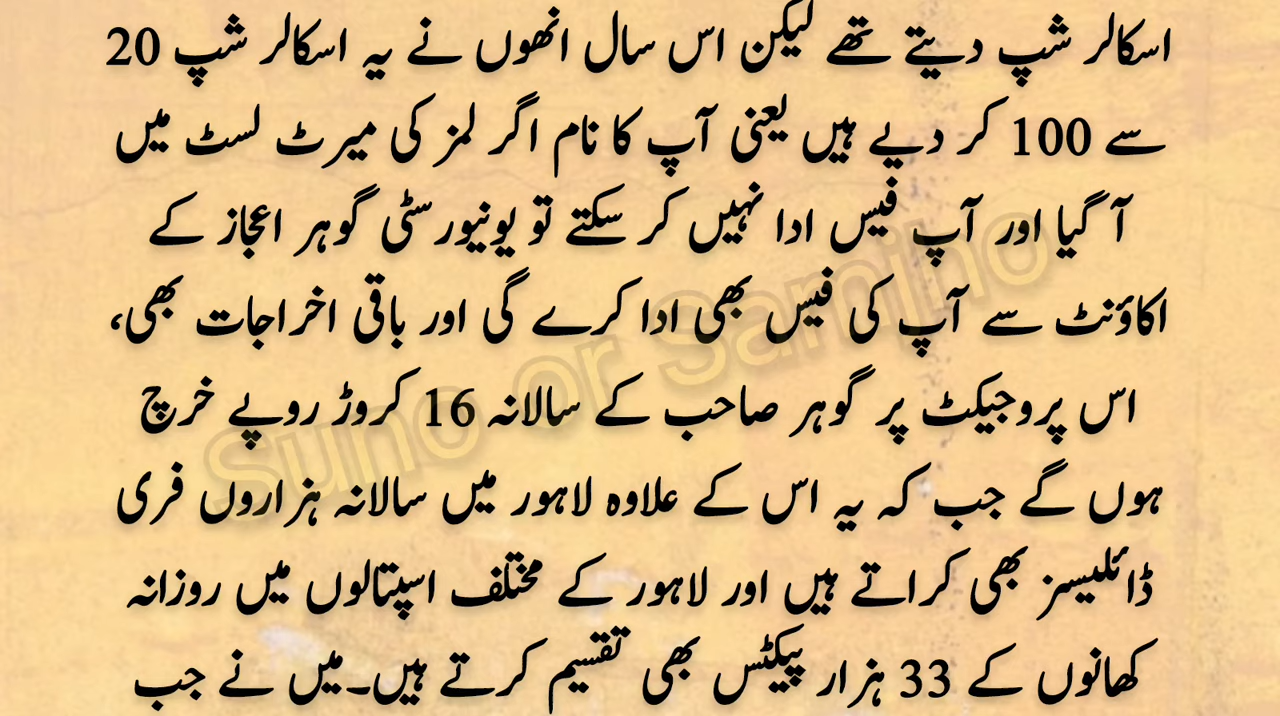 اسکالر شپ دیتے تھے لیکن اس سال انھوں نے یہ اسکالر شپ 20
سے 100 کر دیے ہیں یعنی آپ کا نام اگر لمز کی میرٹ لسٹ میں
آ گیا اور آپ فیس ادا نہیں کر سکتے تو یونیورسٹی گوہر اعجاز کے
اکاؤنٹ سے آپ کی فیس بھی ادا کرے گی اور باقی اخراجات بھی،
اس پروجیکٹ پر گوہر صاحب کے سالانہ 16 کروڑ روپے خرچ
ہوں گے جب کہ یہ اس کے علاوہ لاہور میں سالانہ ہزاروں فری
ڈائلیسز بھی کراتے ہیں اور لاہور کے مختلف اسپتالوں میں روزانہ
کھانوں کے 33 ہزار پیکٹس بھی تقسیم کرتے ہیں۔میں نے جب
Suno or Samjho